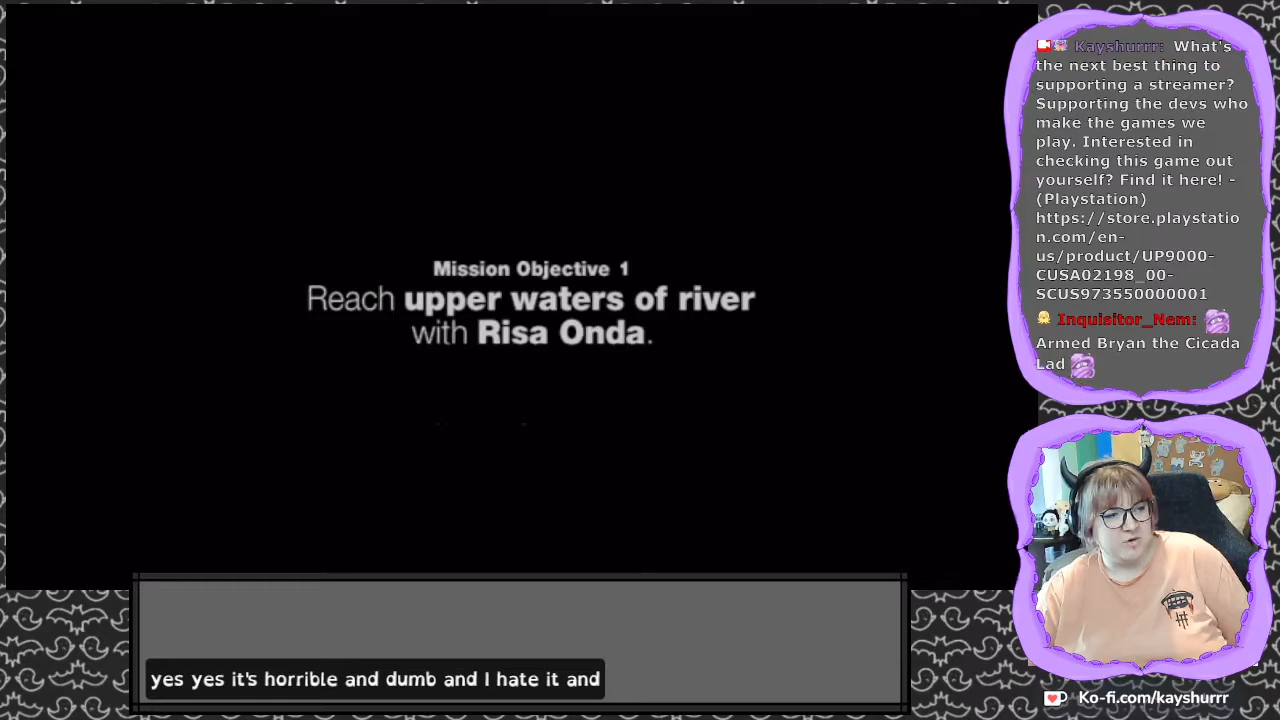 Mission Objective 1
Reach upper waters of river
with Risa Onda.
yes yes it's horrible and dumb and I hate it and
Kayshurrr: What's
the next best thing to
supporting a streamer?
Supporting the devs who
make the games we
play. Interested in
checking this game out
yourself? Find it here! -
(Playstation)
https://store.playstatio
n.com/en-
us/product/UP9000-
CUSA02198_00-
SCUS973550000001
Inquisitor_Nem:
Armed Bryan the Cicada
Lad
Ko-fi.com/kayshurrr